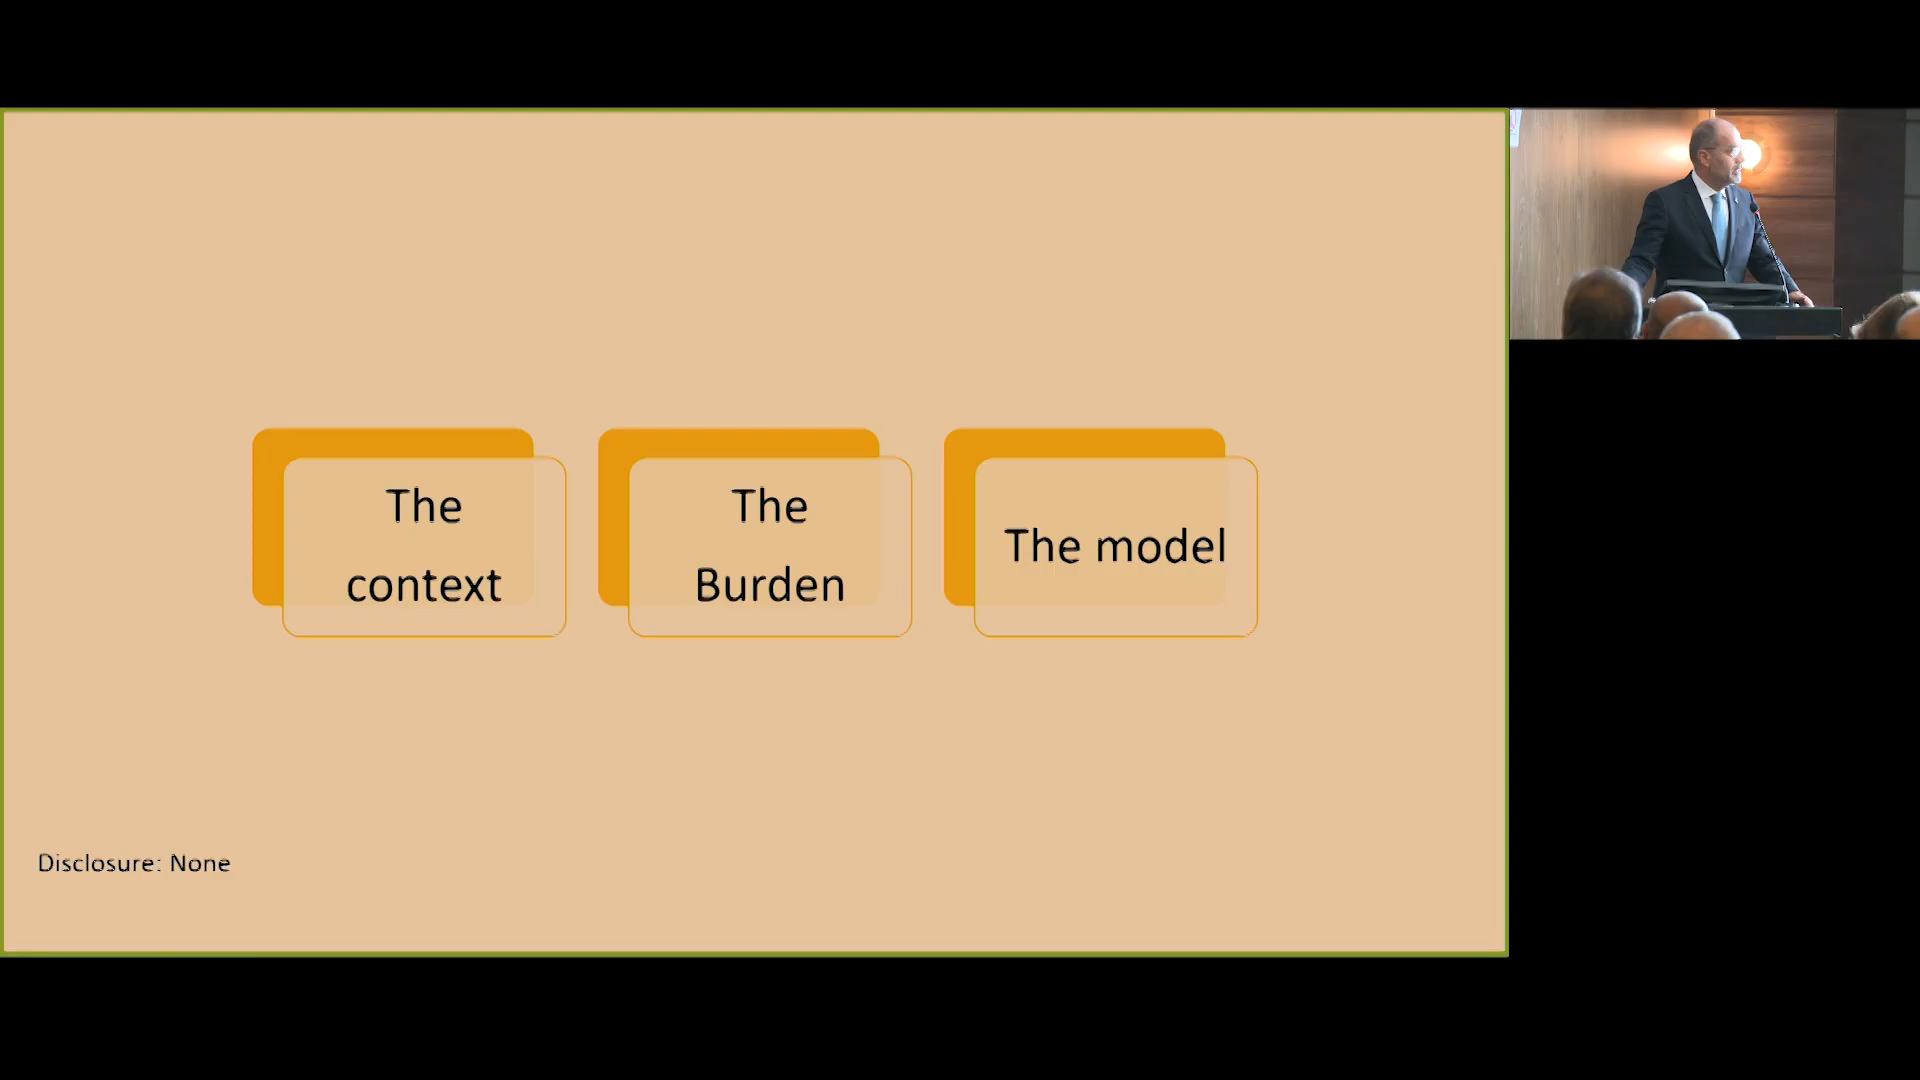 The
context
The
Burden
The model
Disclosure: None